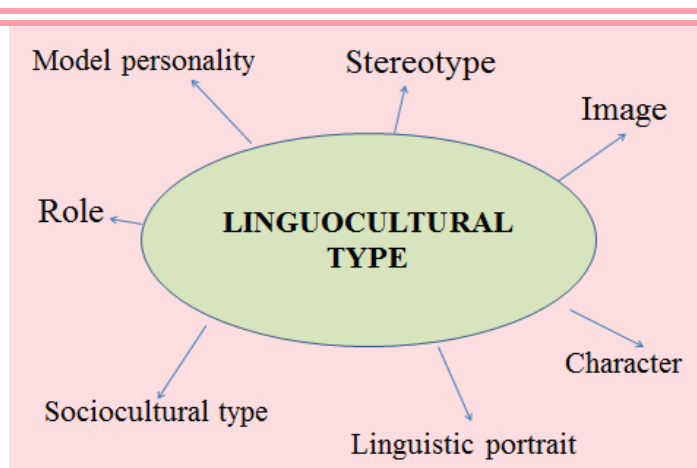 Model personality
Stereotype
Image
Role
LINGUOCULTURAL
TYPE
Character
Sociocultural type
Linguistic portrait